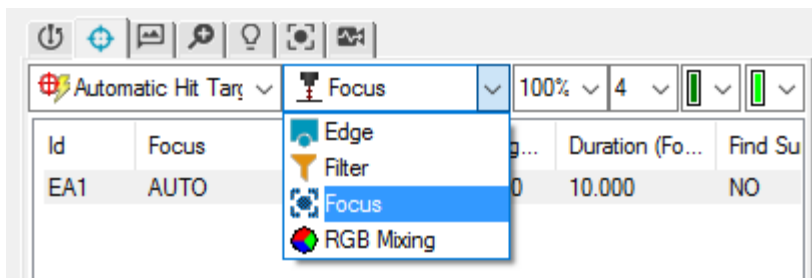 Automatic Hit Targ Focus 100% 4
Id Focus g... Duration (Fo... Find Su
EA1 AUTO 0 10.000 NO
Edge
Filter
Focus
RGB Mixing